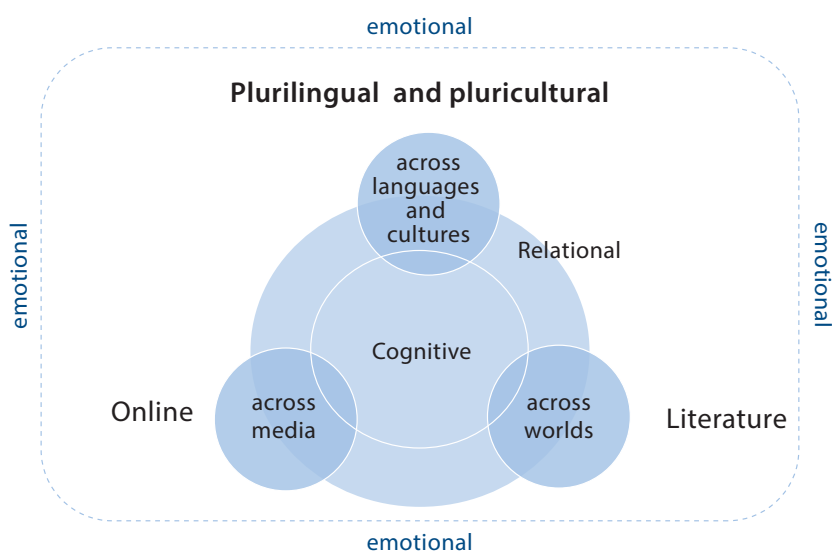 emotional
Plurilingual and pluricultural
across
languages
and
cultures
Relational
emotional
emotional
Cognitive
Online
across
media
across
worlds
Literature
emotional